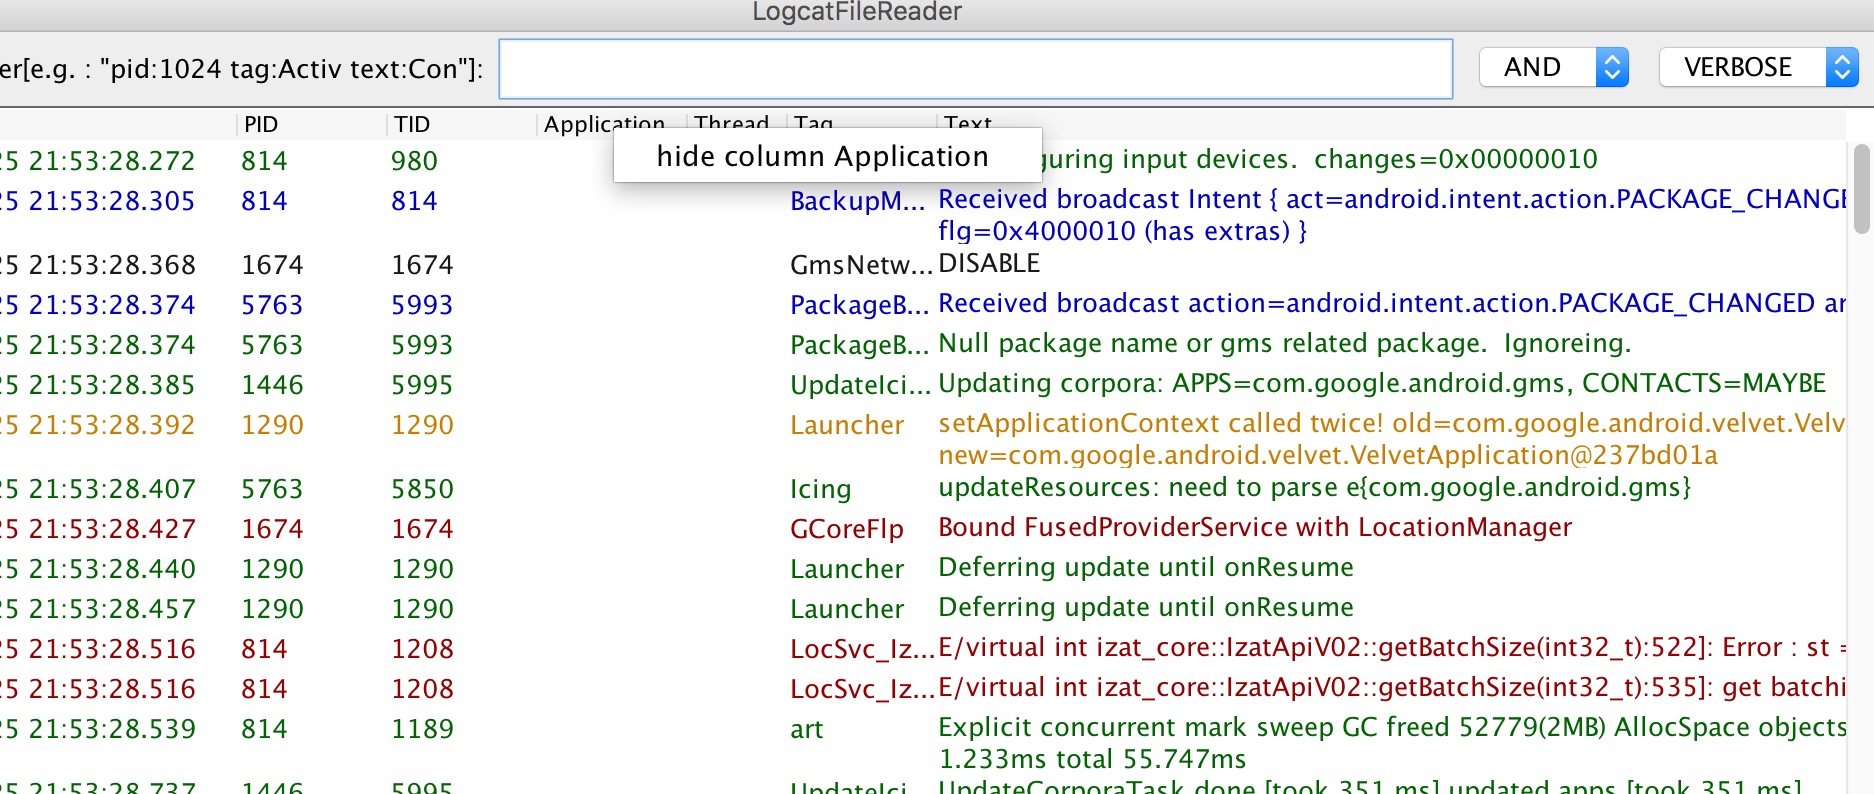 LogcatFileReader
er[e.g. : "pid:1024 tag:Activ text:Con"]: AND VERBOSE
PID TID Application Thread Tag Text
hide column Application
25 21:53:28.272 814 980 guring input devices.  changes=0x00000010
25 21:53:28.305 814 814 BackupM... Received broadcast Intent { act=android.intent.action.PACKAGE_CHANGE
flg=0x4000010 (has extras) }
25 21:53:28.368 1674 1674 GmsNetw... DISABLE
25 21:53:28.374 5763 5993 PackageB... Received broadcast action=android.intent.action.PACKAGE_CHANGED ar
25 21:53:28.374 5763 5993 PackageB... Null package name or gms related package.  Ignoreing.
25 21:53:28.385 1446 5995 UpdateIci... Updating corpora: APPS=com.google.android.gms, CONTACTS=MAYBE
25 21:53:28.392 1290 1290 Launcher setApplicationContext called twice! old=com.google.android.velvet.Velv
new=com.google.android.velvet.VelvetApplication@237bd01a
25 21:53:28.407 5763 5850 Icing updateResources: need to parse e{com.google.android.gms}
25 21:53:28.427 1674 1674 GCoreFlp Bound FusedProviderService with LocationManager
25 21:53:28.440 1290 1290 Launcher Deferring update until onResume
25 21:53:28.457 1290 1290 Launcher Deferring update until onResume
25 21:53:28.516 814 1208 LocSvc_Iz... E/virtual int izat_core::IzatApiV02::getBatchSize(int32_t):522]: Error : st =
25 21:53:28.516 814 1208 LocSvc_Iz... E/virtual int izat_core::IzatApiV02::getBatchSize(int32_t):535]: get batchi
25 21:53:28.539 814 1189 art Explicit concurrent mark sweep GC freed 52779(2MB) AllocSpace objects
1.233ms total 55.747ms
25 21:53:28.737 1446 5995 UpdateIci... UpdateCorporaTask done [took 351 ms] updated apps [took 351 ms]